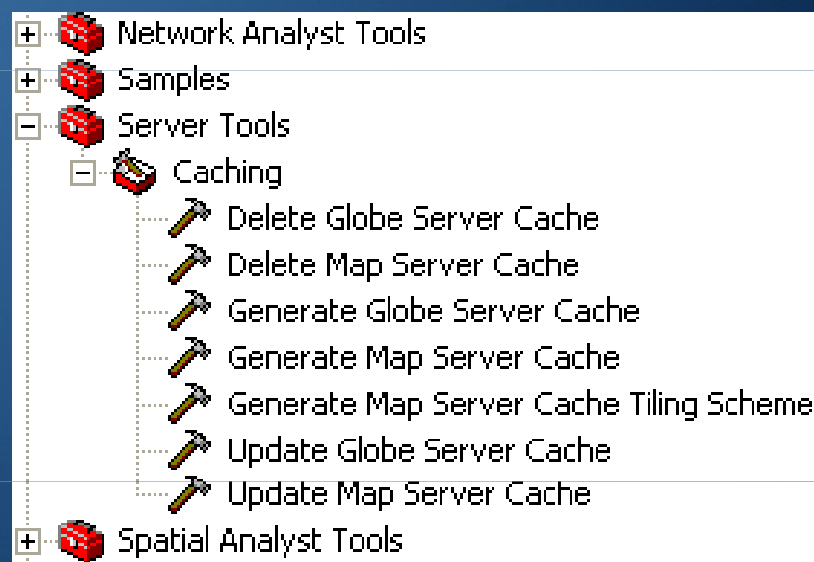 Network Analyst Tools
Samples
Server Tools
Caching
Delete Globe Server Cache
Delete Map Server Cache
Generate Globe Server Cache
Generate Map Server Cache
Generate Map Server Cache Tiling Scheme
Update Globe Server Cache
Update Map Server Cache
Spatial Analyst Tools